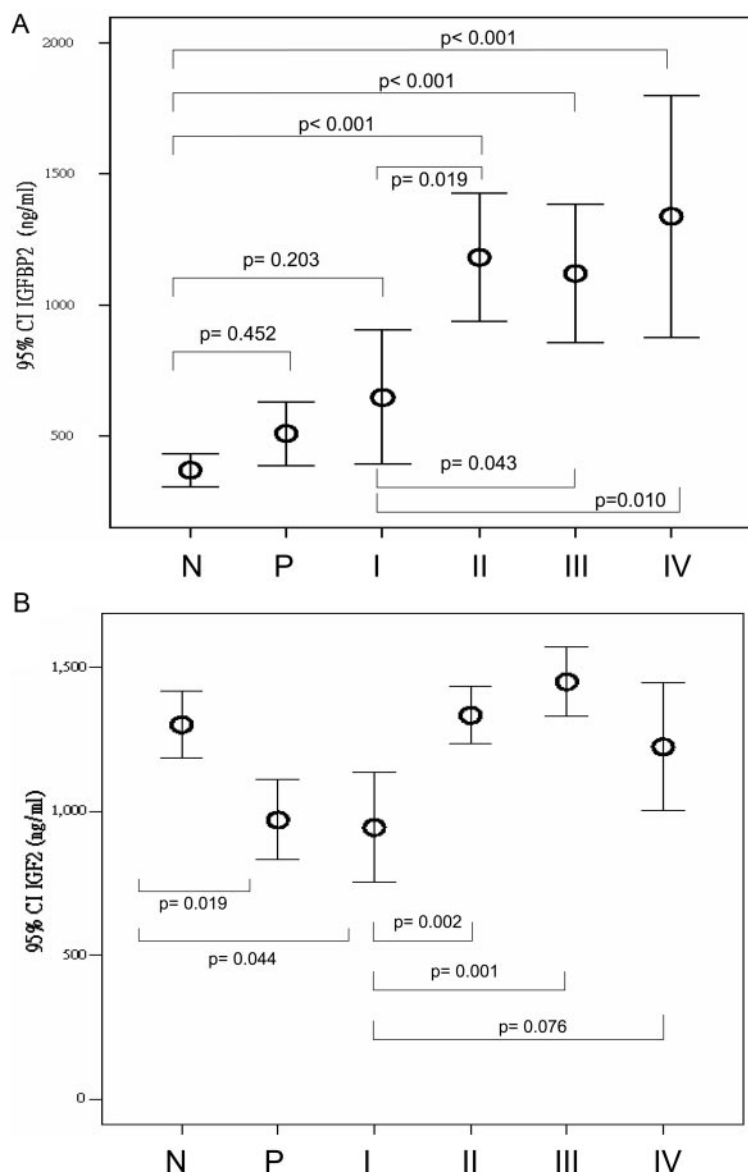 A
2000
p< 0.001
p< 0.001
p< 0.001
1500
p= 0.019
95% CI IGFBP2 (ng/ml)
p= 0.203
1000
p= 0.452
500
p= 0.043
p=0.010
N P I II III IV
B
1,500
95% CI IGF2 (ng/ml)
1,000
p= 0.019
p= 0.002
p= 0.044
500
p= 0.001
p= 0.076
0
N P I II III IV